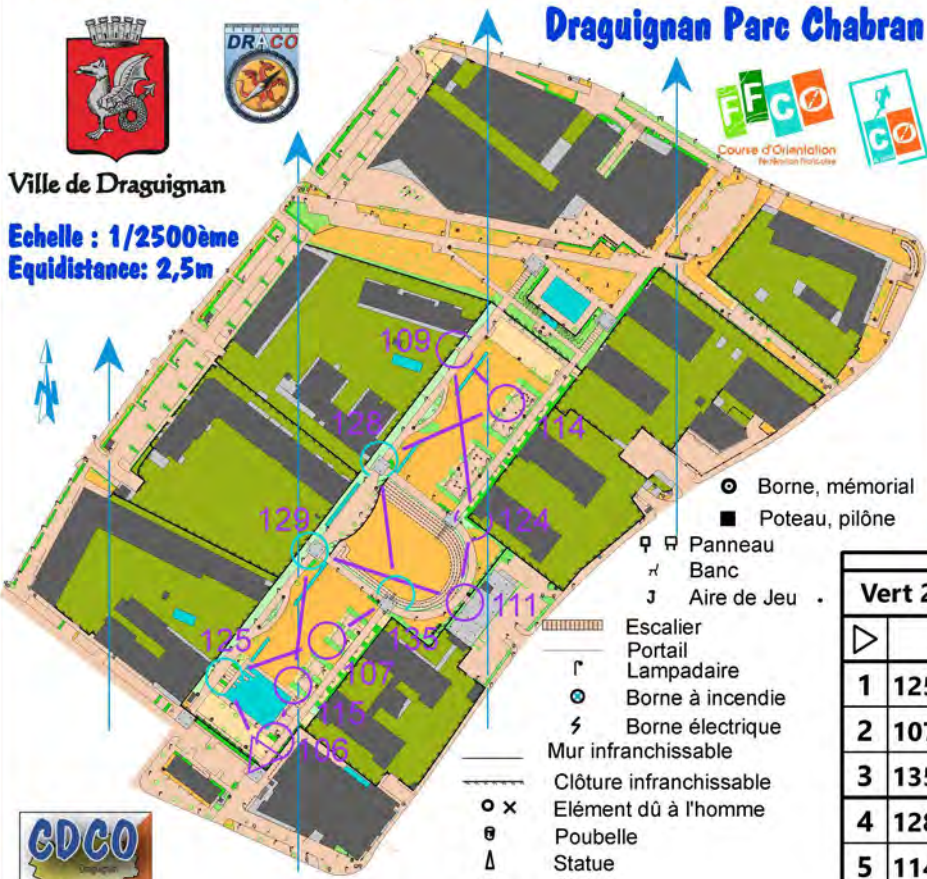 Draguignan Parc Chabran
DRACO
FFCO
Course d'Orientation
Fédération française
CO
Ville de Draguignan
Echelle : 1/2500ème
Equidistance: 2,5m
N
109
128
114
129
124
125
111
135
107
115
106
Borne, mémorial
Poteau, pilône
Panneau
Banc
Aire de Jeu
Escalier
Portail
Lampadaire
Borne à incendie
Borne électrique
Mur infranchissable
Clôture infranchissable
Elément dû à l'homme
Poubelle
Statue
Vert 2
1 125
2 107
3 135
4 128
5 114
CDCO